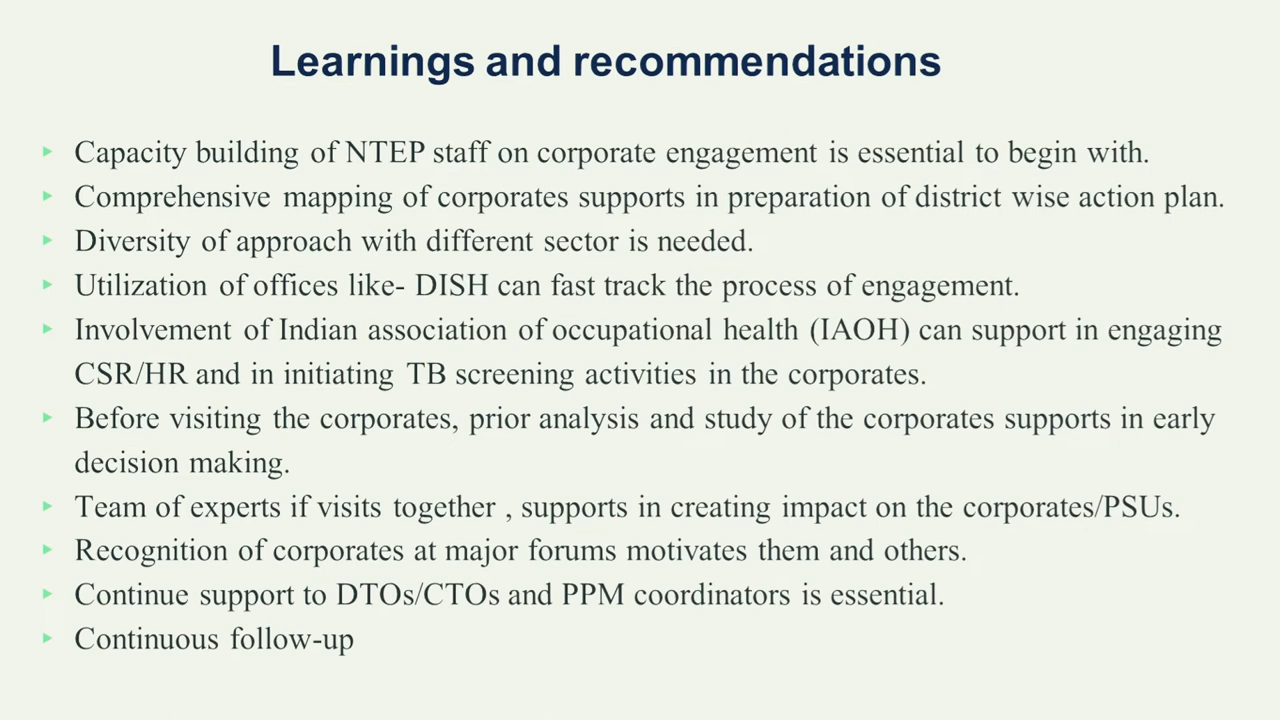 Learnings and recommendations
Capacity building of NTEP staff on corporate engagement is essential to begin with.
Comprehensive mapping of corporates supports in preparation of district wise action plan.
Diversity of approach with different sector is needed.
Utilization of offices like- DISH can fast track the process of engagement.
Involvement of Indian association of occupational health (IAOH) can support in engaging
CSR/HR and in initiating TB screening activities in the corporates.
Before visiting the corporates, prior analysis and study of the corporates supports in early
decision making.
Team of experts if visits together , supports in creating impact on the corporates/PSUs.
Recognition of corporates at major forums motivates them and others.
Continue support to DTOs/CTOs and PPM coordinators is essential.
Continuous follow-up